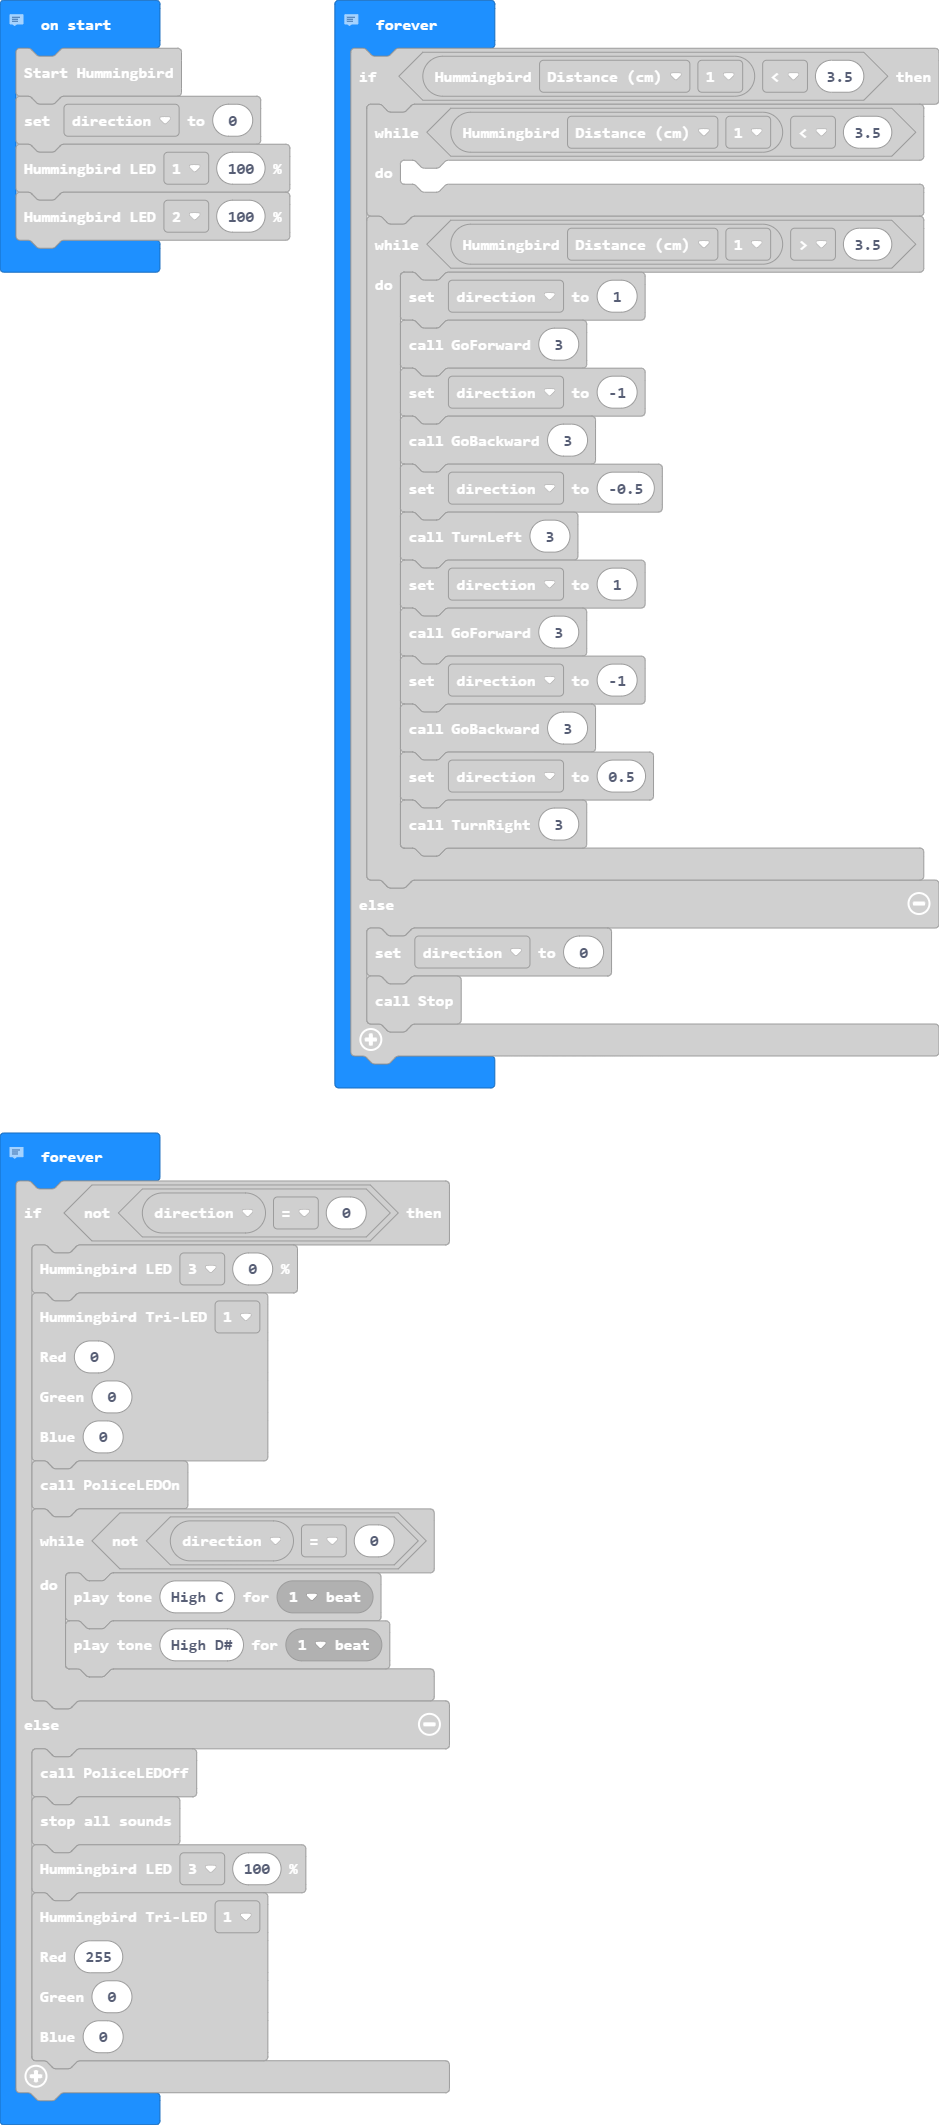 on start
Start Hummingbird
set direction to 0
Hummingbird LED 1 100 %
Hummingbird LED 2 100 %
forever
if Hummingbird Distance (cm) 1 < 3.5 then
while Hummingbird Distance (cm) 1 < 3.5
do
while Hummingbird Distance (cm) 1 > 3.5
do set direction to 1
call GoForward 3
set direction to -1
call GoBackward 3
set direction to -0.5
call TurnLeft 3
set direction to 1
call GoForward 3
set direction to -1
call GoBackward 3
set direction to 0.5
call TurnRight 3
else
set direction to 0
call Stop
forever
if not direction = 0 then
Hummingbird LED 3 0 %
Hummingbird Tri-LED 1
Red 0
Green 0
Blue 0
call PoliceLEDOn
while not direction = 0
do play tone High C for 1 beat
play tone High D# for 1 beat
else
call PoliceLEDOff
stop all sounds
Hummingbird LED 3 100 %
Hummingbird Tri-LED 1
Red 255
Green 0
Blue 0